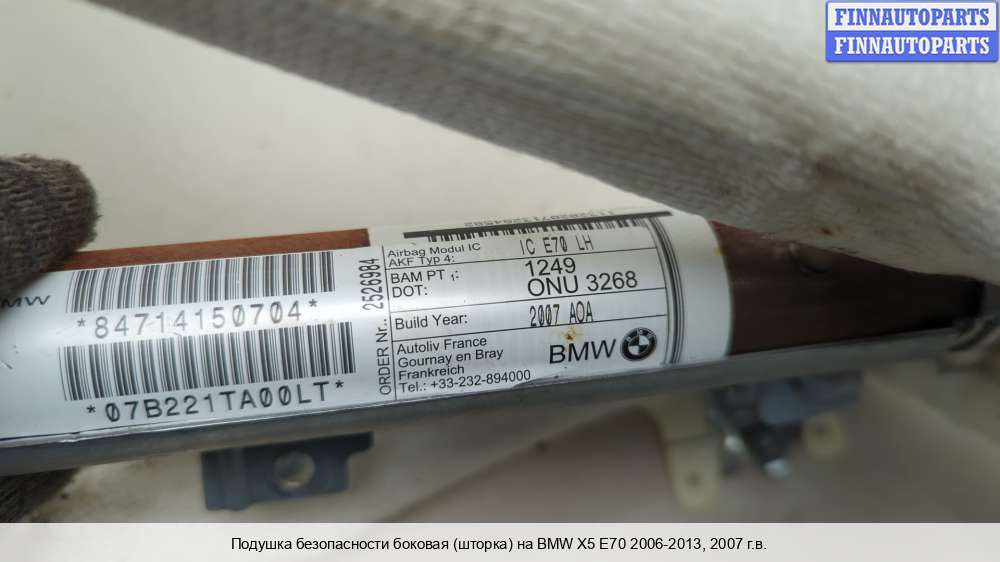 FINNAUTOPARTS
FINNAUTOPARTS
Airbag Modul IC
AKF Typ 4:
IC E70 LH
BAM PT 1:
1249
DOT:
ONU 3268
Build Year:
2007 AOA
Autoliv France
Gournay en Bray
Frankreich
Tel.: +33-232-894000
BMW
ORDER Nr.: 2526984
*84714150704*
*07B221TA00LT*
Подушка безопасности боковая (шторка) на BMW X5 E70 2006-2013, 2007 г.в.